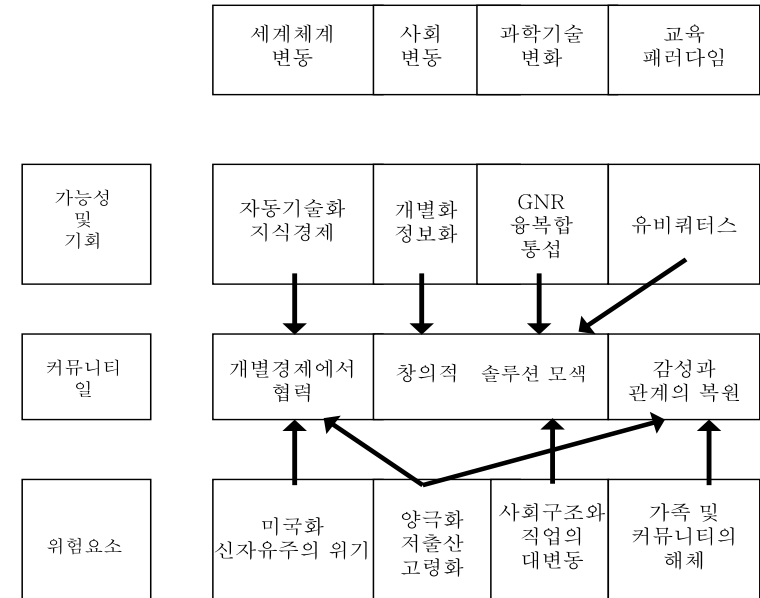 세계체계
변동
사회
변동
과학기술
변화
교육
패러다임
가능성
및
기회
자동기술화
지식경제
개별화
정보화
GNR
융복합
통섭
유비쿼터스
커뮤니티
일
개별경제에서
협력
창의적 솔루션 모색
감성과
관계의 복원
위험요소
미국화
신자유주의 위기
양극화
저출산
고령화
사회구조와
직업의
대변동
가족 및
커뮤니티의
해체